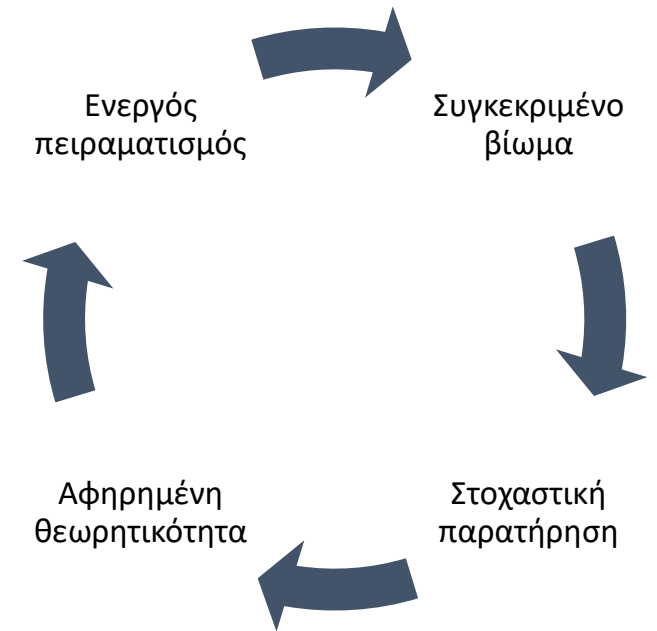 Ενεργός
πειραματισμός
Συγκεκριμένο
βίωμα
Αφηρημένη
θεωρητικότητα
Στοχαστική
παρατήρηση